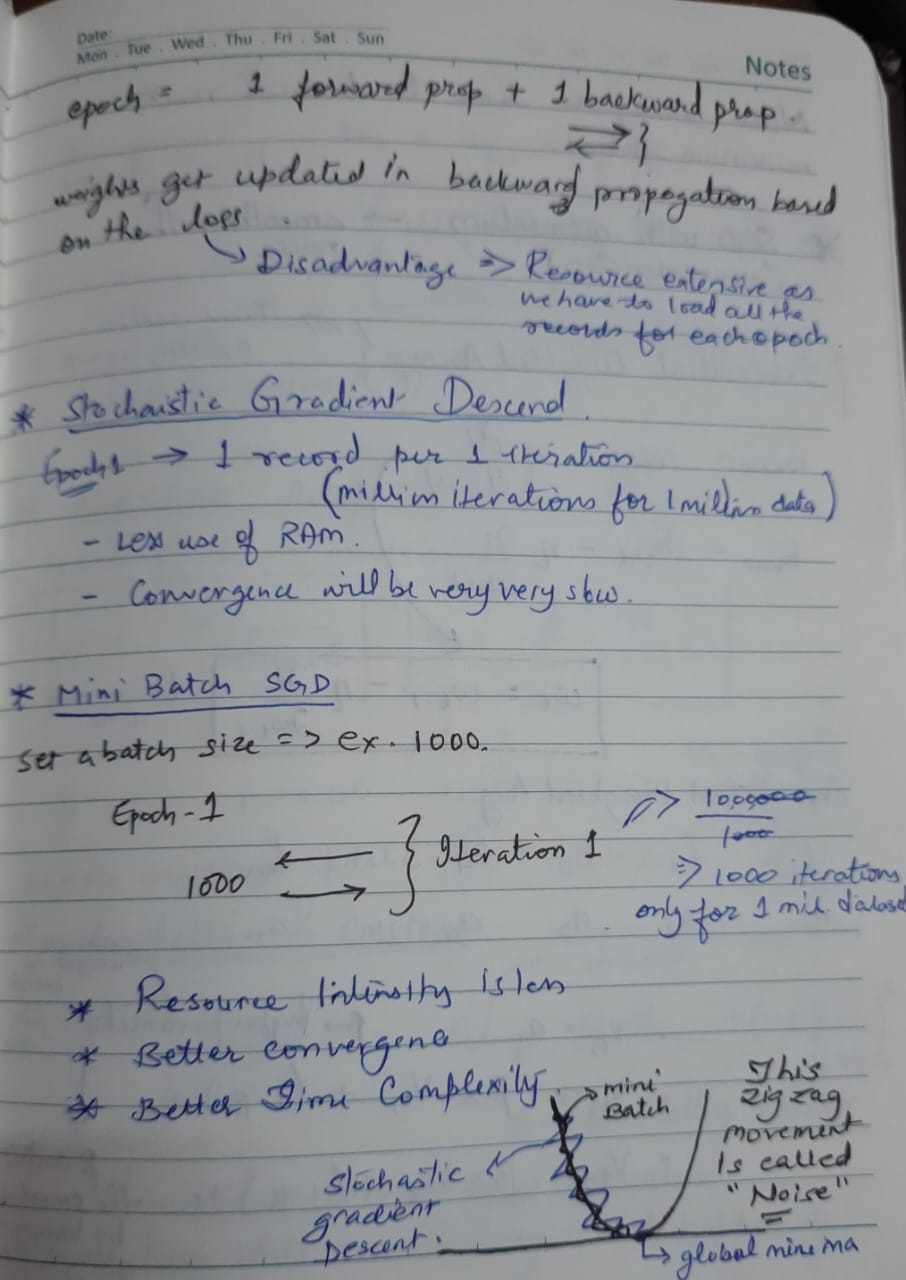 Date:
Mon . Tue . Wed . Thu . Fri . Sat . Sun
Notes
epoch = 1 forward prop + 1 backward prop.
weights get updated in backward propogation based
on the loss.
Disadvantage => Resource extensive as
we have to load all the
records for each epoch.
* Stochaistic Gradient Descend.
Epoch 1 → 1 record per 1 iteration
(million iterations for 1 million data)
- Less use of RAM.
- Convergence will be very very slow.
* Mini Batch SGD
set a batch size => ex. 1000.
Epoch - 1
1000 } Iteration 1
=> 1000000
1000
=> 1000 iterations
only for 1 mil. dataset
* Resource Intensity is less
* Better convergence
* Better Time Complexity.
mini
Batch
This
zig zag
movement
is called
"Noise"
Stochastic
gradient
Descent.
global minima